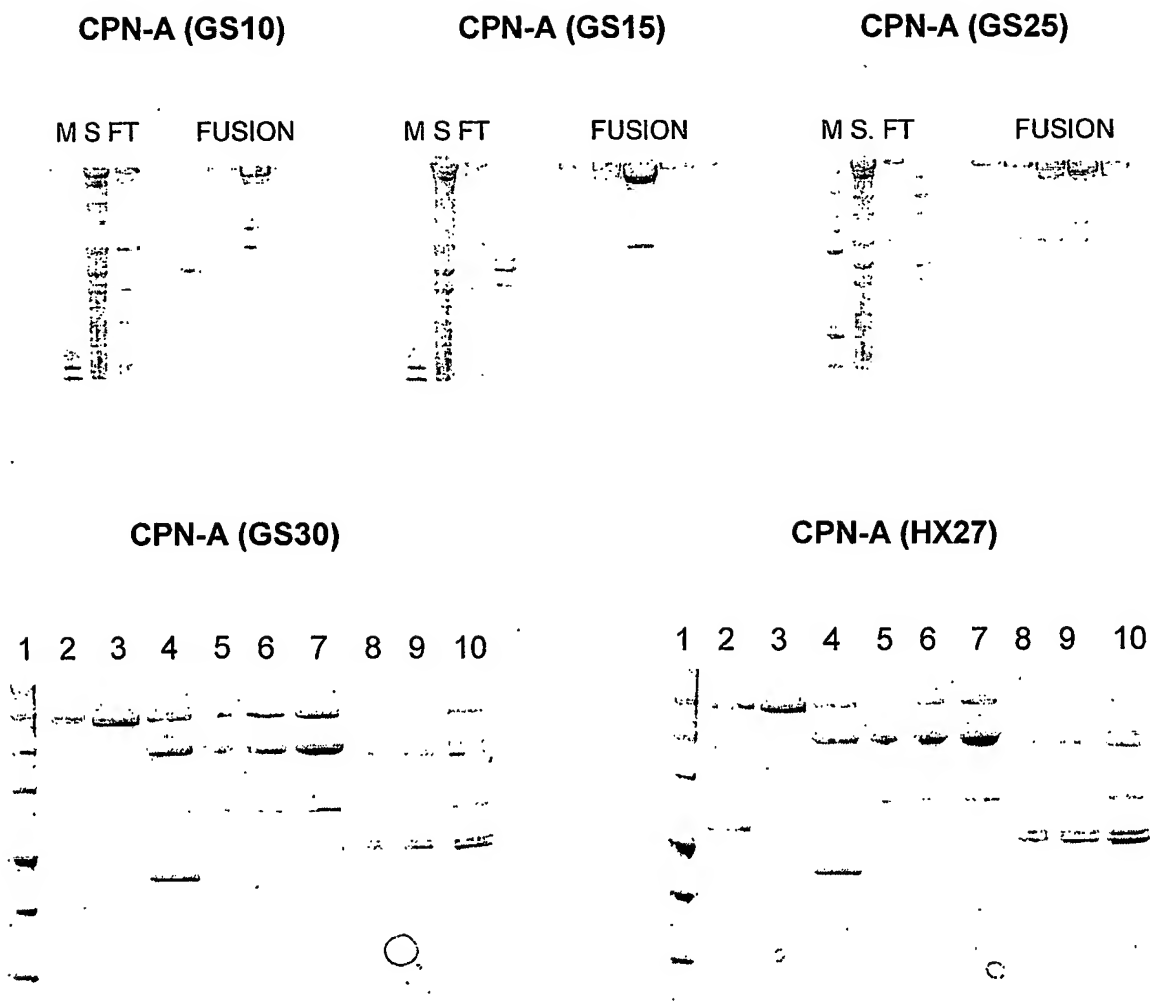 CPN-A (GS10)
CPN-A (GS15)
CPN-A (GS25)
M S FT
FUSION
M S FT
FUSION
M S. FT
FUSION
CPN-A (GS30)
CPN-A (HX27)
1 2 3 4 5 6 7 8 9 10
1 2 3 4 5 6 7 8 9 10